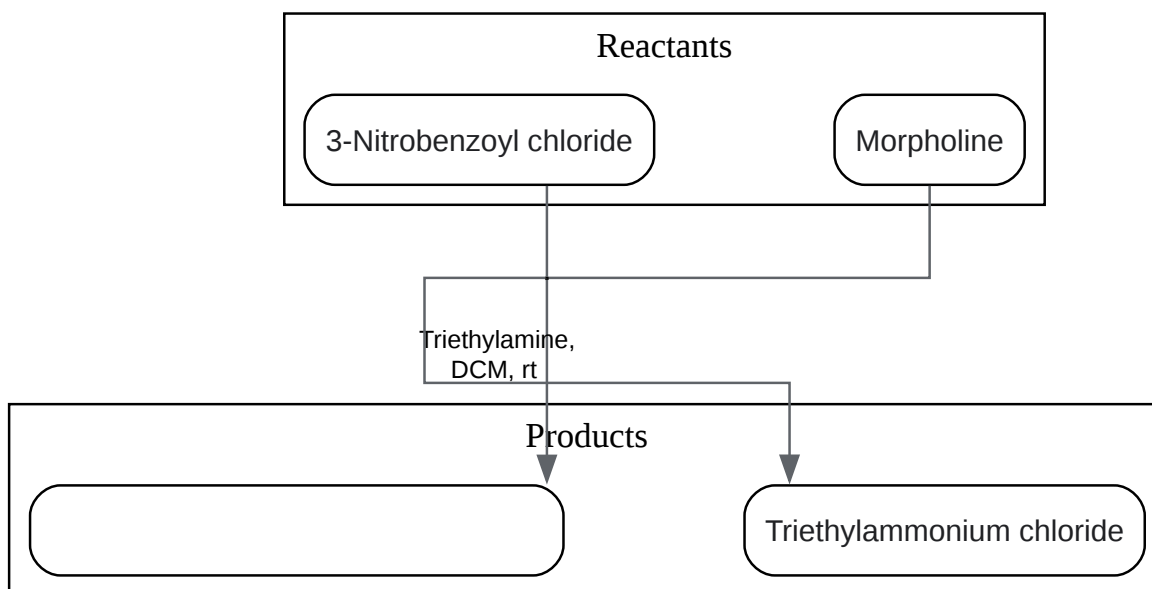 Reactants
3-Nitrobenzoyl chloride
Morpholine
Triethylamine,
DCM, rt
Products
Triethylammonium chloride